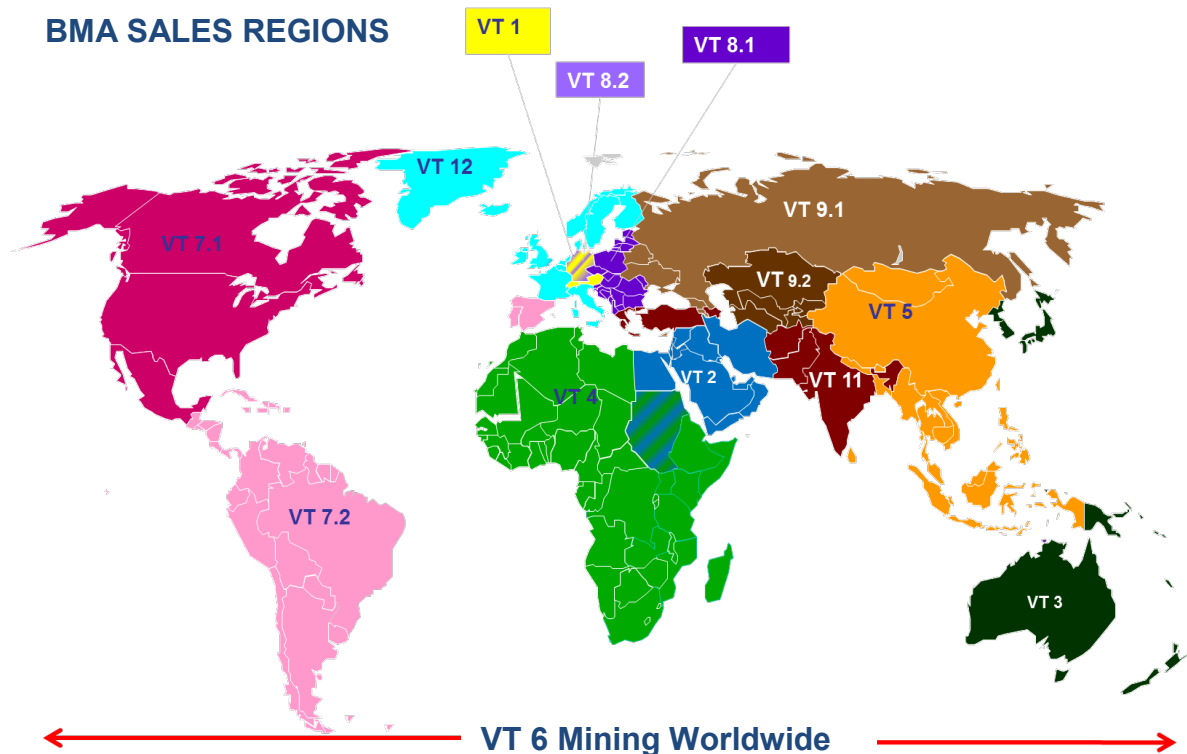 BMA SALES REGIONS
VT 1
VT 8.1
VT 8.2
VT 12
VT 9.1
VT 7.1
VT 9.2
VT 5
VT 2
VT 11
VT 4
VT 7.2
VT 3
VT 6 Mining Worldwide